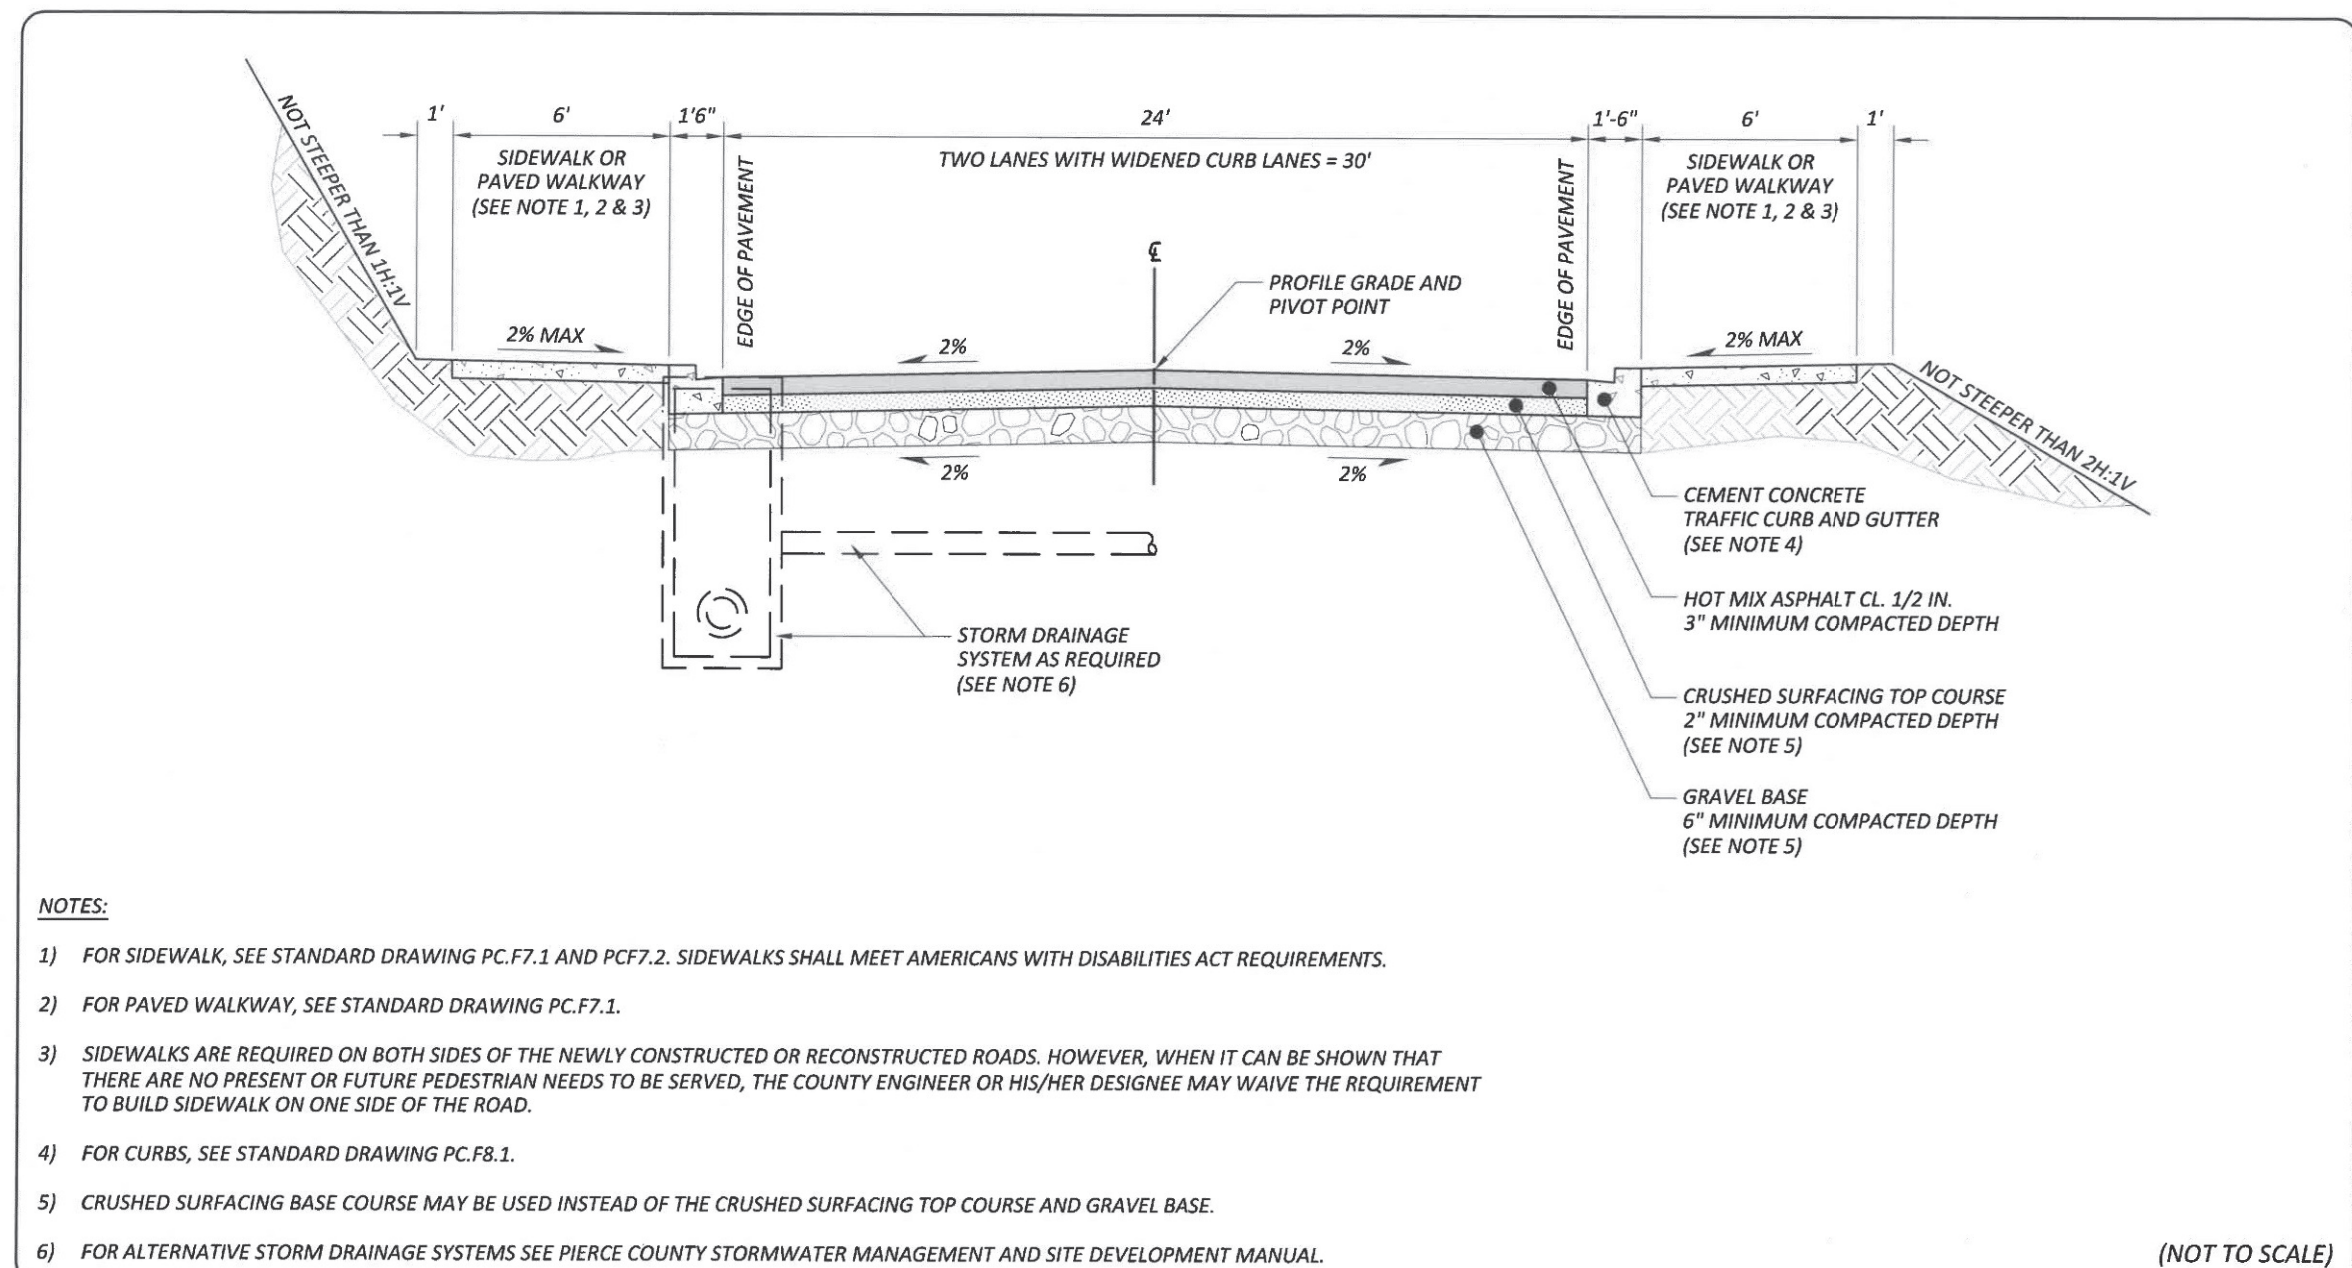 1'
6'
1'6"
24'
1'-6"
6'
1'
NOT STEEPER THAN 1H:1V
SIDEWALK OR
PAVED WALKWAY
(SEE NOTE 1, 2 & 3)
EDGE OF PAVEMENT
TWO LANES WITH WIDENED CURB LANES = 30'
EDGE OF PAVEMENT
SIDEWALK OR
PAVED WALKWAY
(SEE NOTE 1, 2 & 3)
℄
PROFILE GRADE AND
PIVOT POINT
2% MAX
2%
2%
2% MAX
NOT STEEPER THAN 2H:1V
2%
2%
CEMENT CONCRETE
TRAFFIC CURB AND GUTTER
(SEE NOTE 4)
HOT MIX ASPHALT CL. 1/2 IN.
3" MINIMUM COMPACTED DEPTH
STORM DRAINAGE
SYSTEM AS REQUIRED
(SEE NOTE 6)
CRUSHED SURFACING TOP COURSE
2" MINIMUM COMPACTED DEPTH
(SEE NOTE 5)
GRAVEL BASE
6" MINIMUM COMPACTED DEPTH
(SEE NOTE 5)
NOTES:
1) FOR SIDEWALK, SEE STANDARD DRAWING PC.F7.1 AND PCF7.2. SIDEWALKS SHALL MEET AMERICANS WITH DISABILITIES ACT REQUIREMENTS.
2) FOR PAVED WALKWAY, SEE STANDARD DRAWING PC.F7.1.
3) SIDEWALKS ARE REQUIRED ON BOTH SIDES OF THE NEWLY CONSTRUCTED OR RECONSTRUCTED ROADS. HOWEVER, WHEN IT CAN BE SHOWN THAT
THERE ARE NO PRESENT OR FUTURE PEDESTRIAN NEEDS TO BE SERVED, THE COUNTY ENGINEER OR HIS/HER DESIGNEE MAY WAIVE THE REQUIREMENT
TO BUILD SIDEWALK ON ONE SIDE OF THE ROAD.
4) FOR CURBS, SEE STANDARD DRAWING PC.F8.1.
5) CRUSHED SURFACING BASE COURSE MAY BE USED INSTEAD OF THE CRUSHED SURFACING TOP COURSE AND GRAVEL BASE.
6) FOR ALTERNATIVE STORM DRAINAGE SYSTEMS SEE PIERCE COUNTY STORMWATER MANAGEMENT AND SITE DEVELOPMENT MANUAL.
(NOT TO SCALE)